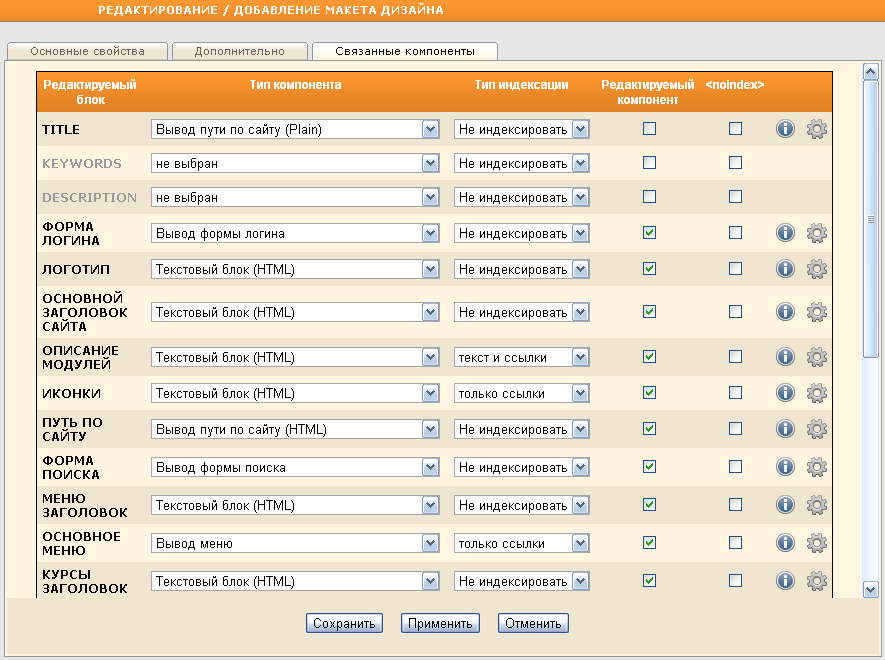 РЕДАКТИРОВАНИЕ / ДОБАВЛЕНИЕ МАКЕТА ДИЗАЙНА
Основные свойства Дополнительно Связанные компоненты
Редактируемый Тип компонента Тип индексации Редактируемый <noindex>
блок компонент
TITLE Вывод пути по сайту (Plain) Не индексировать
KEYWORDS не выбран Не индексировать
DESCRIPTION не выбран Не индексировать
ФОРМА
ЛОГИНА Вывод формы логина Не индексировать
ЛОГОТИП Текстовый блок (HTML) Не индексировать
ОСНОВНОЙ
ЗАГОЛОВОК Текстовый блок (HTML) Не индексировать
САЙТА
ОПИСАНИЕ
МОДУЛЕЙ Текстовый блок (HTML) текст и ссылки
ИКОНКИ Текстовый блок (HTML) только ссылки
ПУТЬ ПО
САЙТУ Вывод пути по сайту (HTML) Не индексировать
ФОРМА
ПОИСКА Вывод формы поиска Не индексировать
МЕНЮ
ЗАГОЛОВОК Текстовый блок (HTML) Не индексировать
ОСНОВНОЕ
МЕНЮ Вывод меню только ссылки
КУРСЫ
ЗАГОЛОВОК Текстовый блок (HTML) Не индексировать
Сохранить Применить Отменить